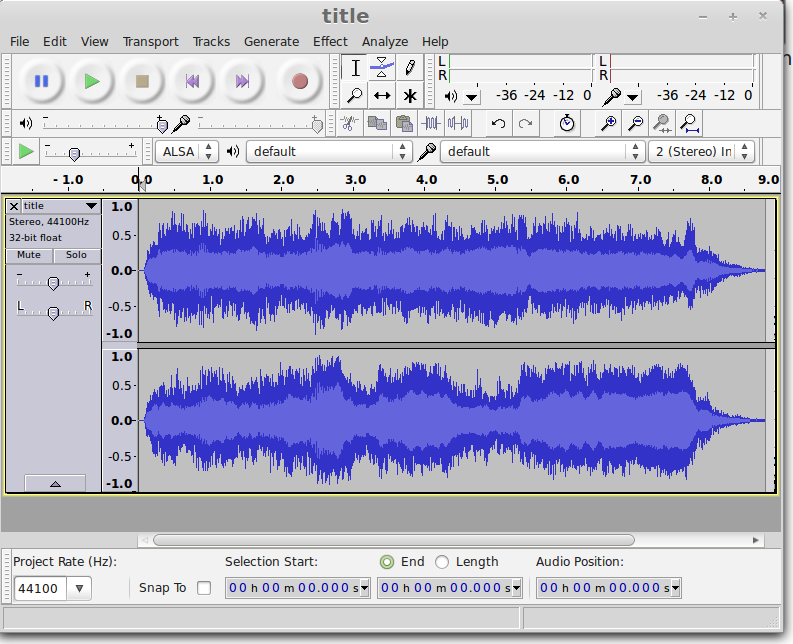 title
File Edit View Transport Tracks Generate Effect Analyze Help
L
R
-36 -24 -12 0
L
R
-36 -24 -12 0
- +
- +
ALSA default default 2 (Stereo) In
- 1.0 0.0 1.0 2.0 3.0 4.0 5.0 6.0 7.0 8.0 9.0
title
Stereo, 44100Hz
32-bit float
Mute Solo
- +
L R
1.0
0.5
0.0
-0.5
-1.0
1.0
0.5
0.0
-0.5
-1.0
Project Rate (Hz): Selection Start: End Length Audio Position:
44100 Snap To 00 h 00 m 00.000 s 00 h 00 m 00.000 s 00 h 00 m 00.000 s